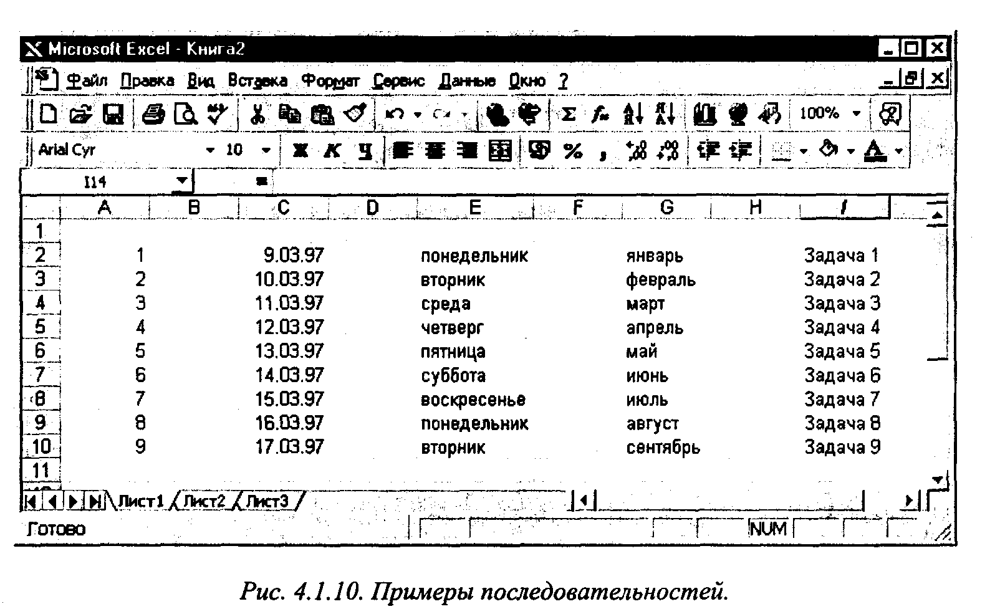 Microsoft Excel - Книга2
Файл Правка Вид Вставка Формат Сервис Данные Окно ?
100%
Arial Cyr 10 Ж К Ч % ,
I14 =
A B C D E F G H I
1
2 1 9.03.97 понедельник январь Задача 1
3 2 10.03.97 вторник февраль Задача 2
4 3 11.03.97 среда март Задача 3
5 4 12.03.97 четверг апрель Задача 4
6 5 13.03.97 пятница май Задача 5
7 6 14.03.97 суббота июнь Задача 6
8 7 15.03.97 воскресенье июль Задача 7
9 8 16.03.97 понедельник август Задача 8
10 9 17.03.97 вторник сентябрь Задача 9
11
Лист1 Лист2 Лист3
Готово NUM
Рис. 4.1.10. Примеры последовательностей.